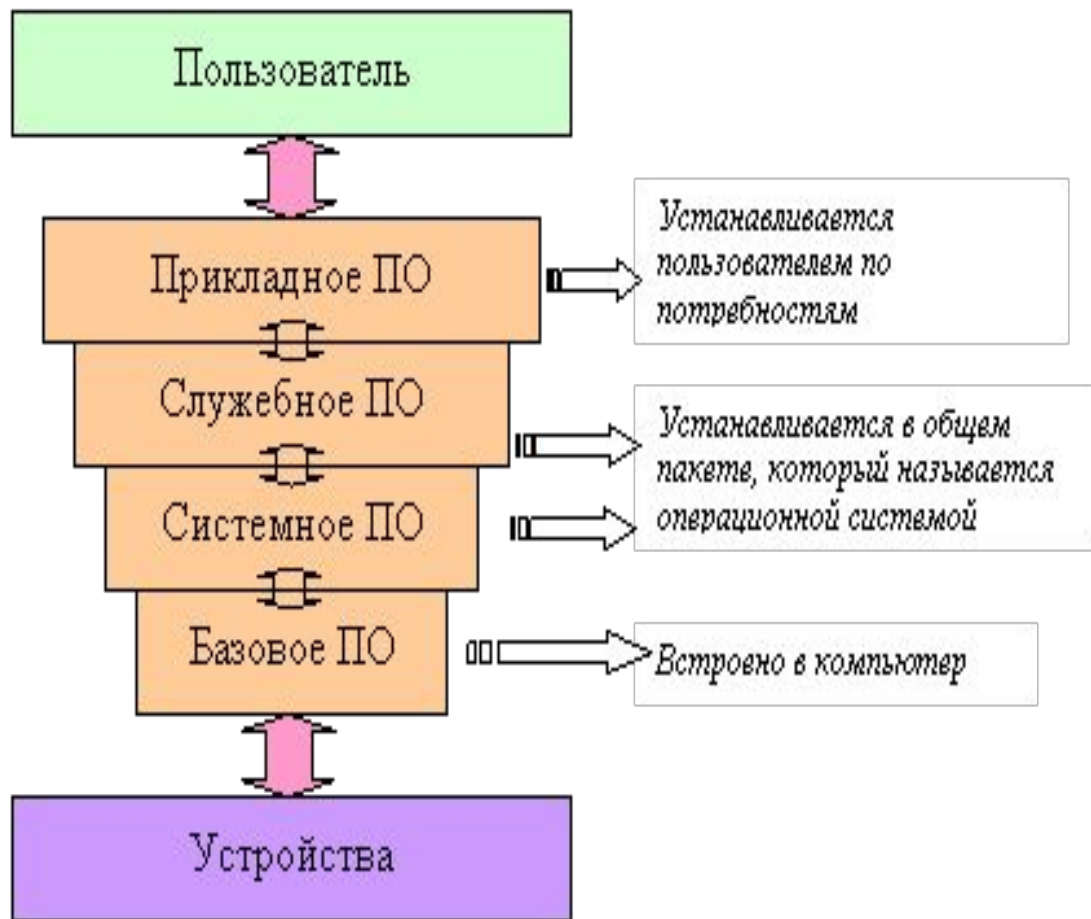 Пользователь
Прикладное ПО
Устанавливается
пользователем по
потребностям
Служебное ПО
Системное ПО
Устанавливается в общем
пакете, который называется
операционной системой
Базовое ПО
Встроено в компьютер
Устройства